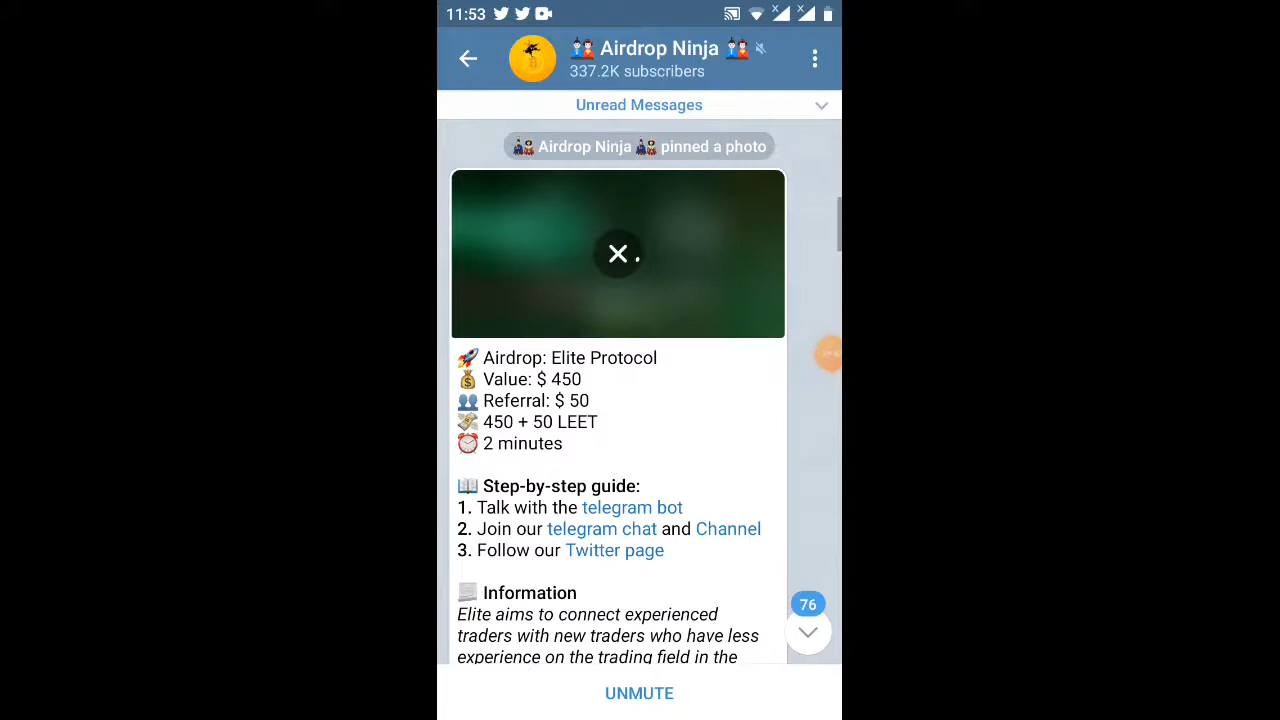 11:53
Airdrop Ninja
337.2K subscribers
Unread Messages
Airdrop Ninja pinned a photo
Airdrop: Elite Protocol
Value: $ 450
Referral: $ 50
450 + 50 LEET
2 minutes
Step-by-step guide:
1. Talk with the telegram bot
2. Join our telegram chat and Channel
3. Follow our Twitter page
Information
Elite aims to connect experienced
traders with new traders who have less
experience on the trading field in the
76
UNMUTE